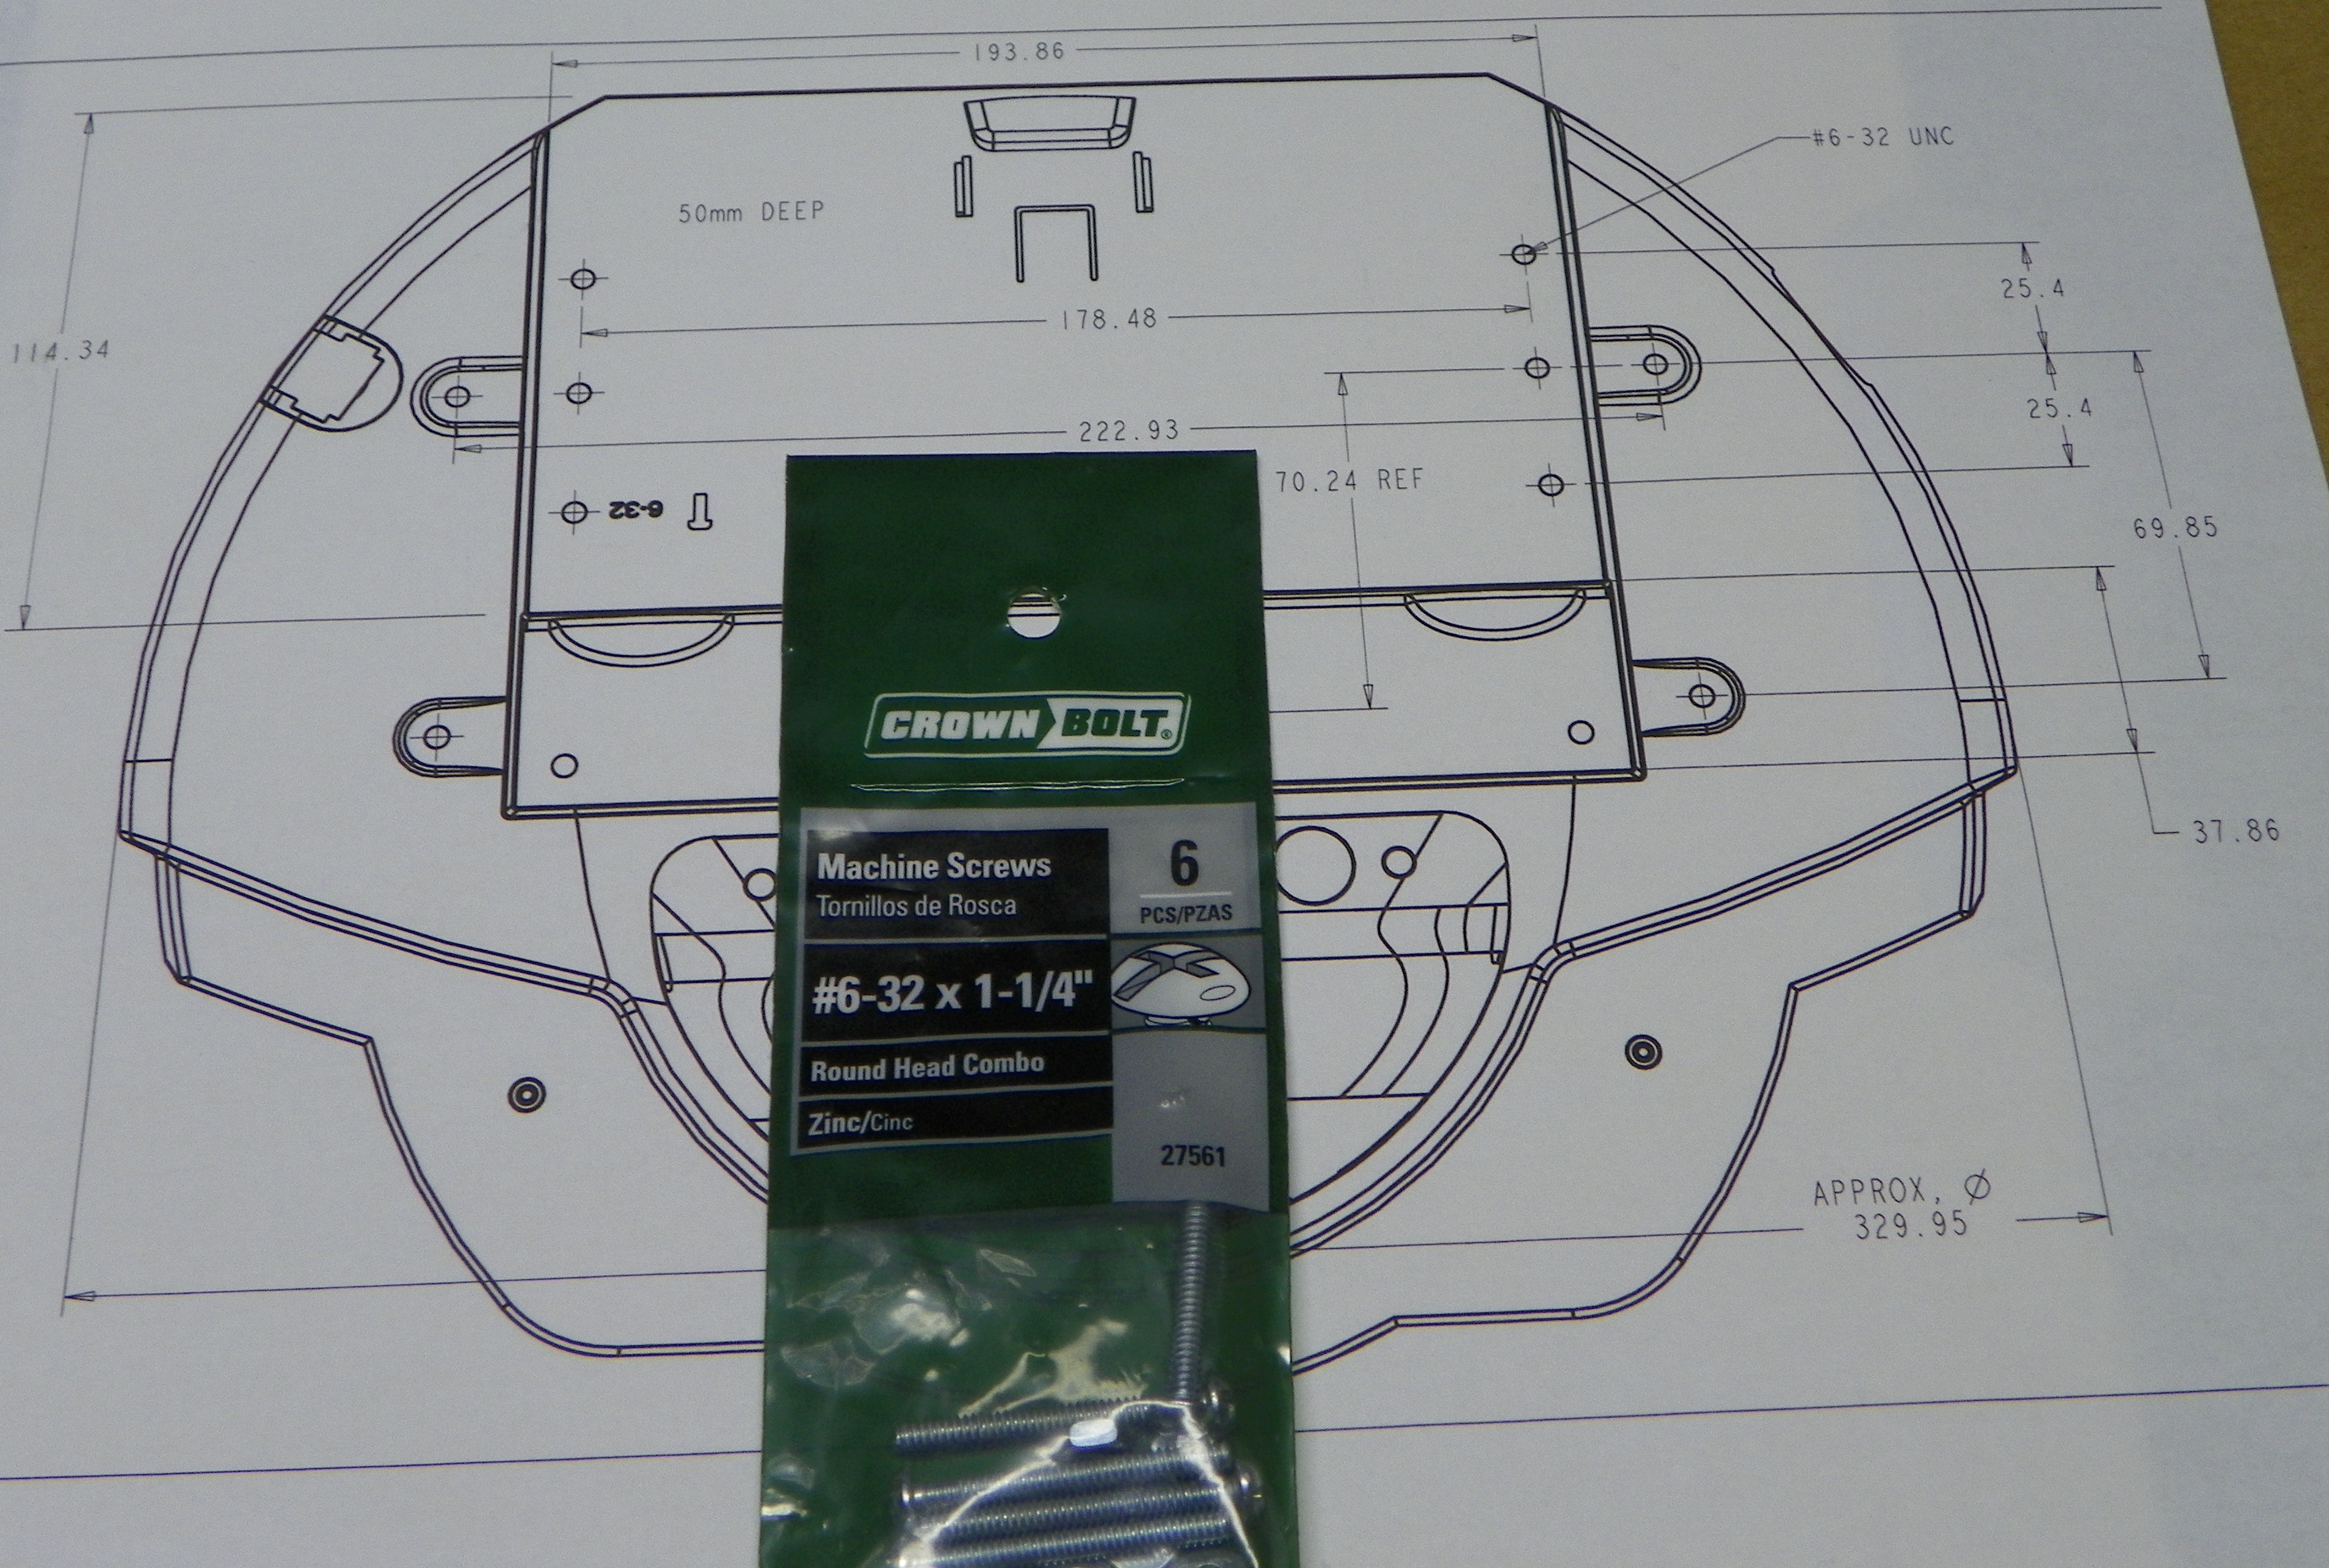 193.86
#6-32 UNC
50mm DEEP
25.4
178.48
114.34
25.4
222.93
70.24 REF
6-32
69.85
CROWN BOLT®
37.86
Machine Screws
Tornillos de Rosca
6
PCS/PZAS
#6-32 x 1-1/4"
Round Head Combo
Zinc/Cinc
27561
APPROX. Ø
329.95